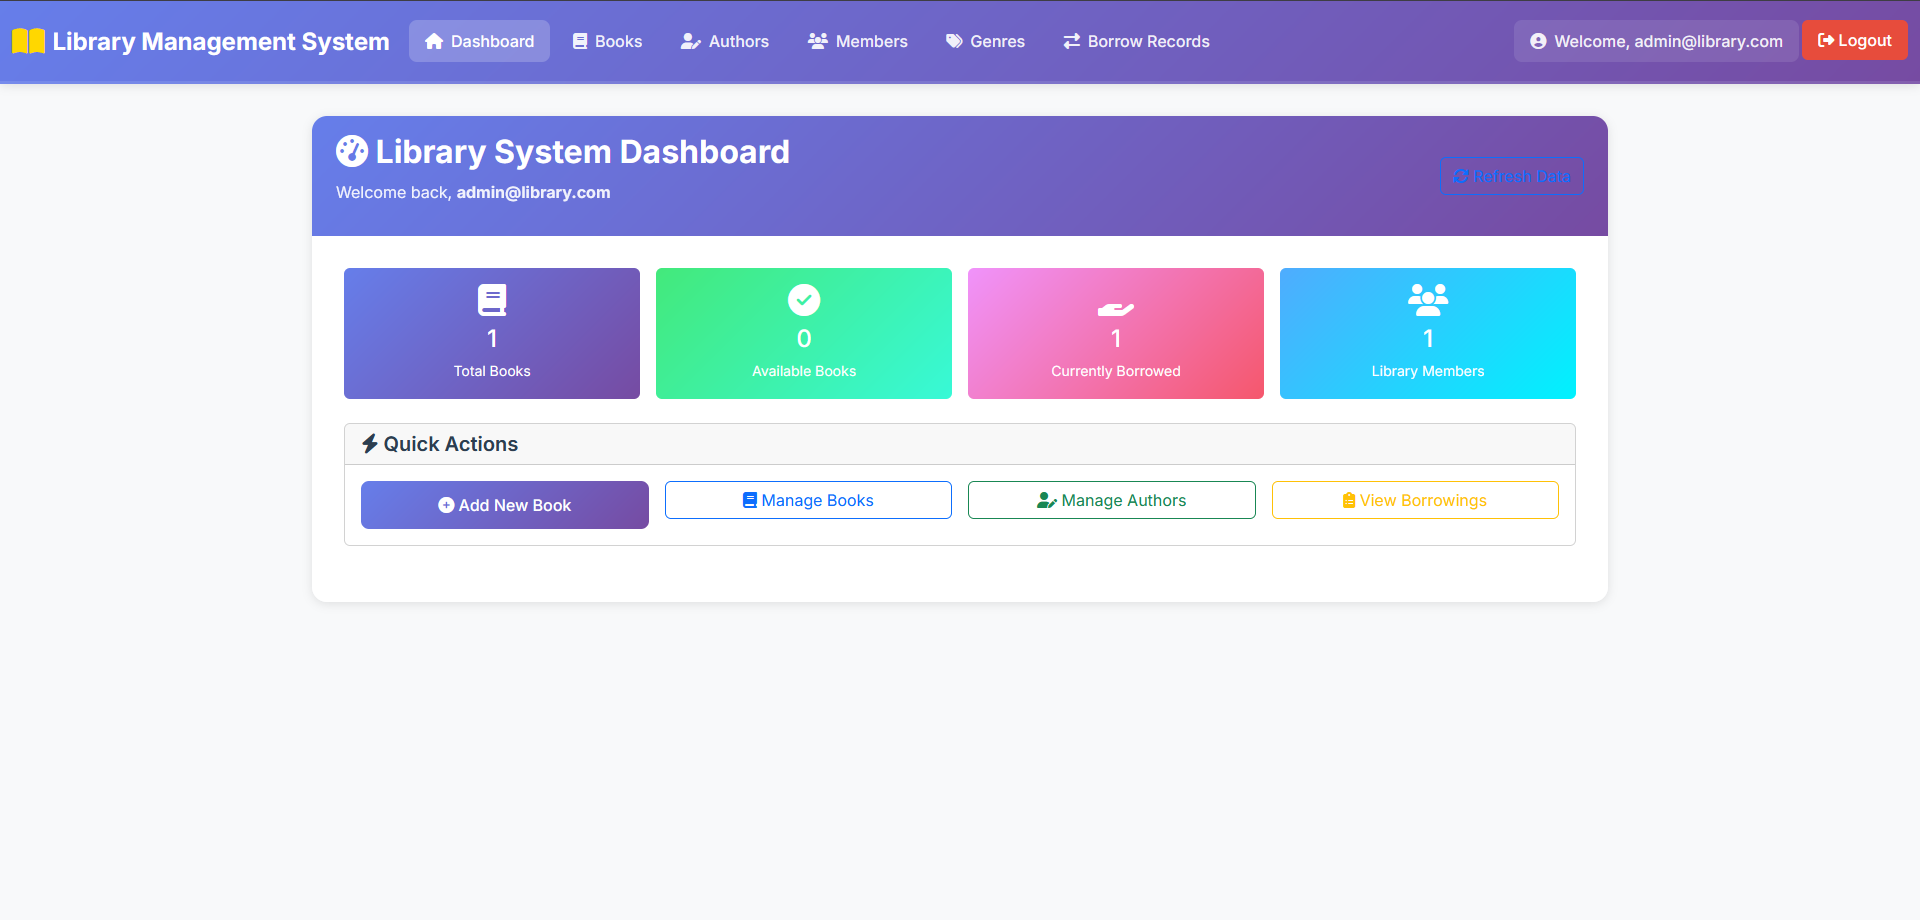 Library Management System
Dashboard
Books
Authors
Members
Genres
Borrow Records
Welcome, admin@library.com
Logout
Library System Dashboard
Welcome back, admin@library.com
Refresh Data
1
Total Books
0
Available Books
1
Currently Borrowed
1
Library Members
Quick Actions
Add New Book
Manage Books
Manage Authors
View Borrowings